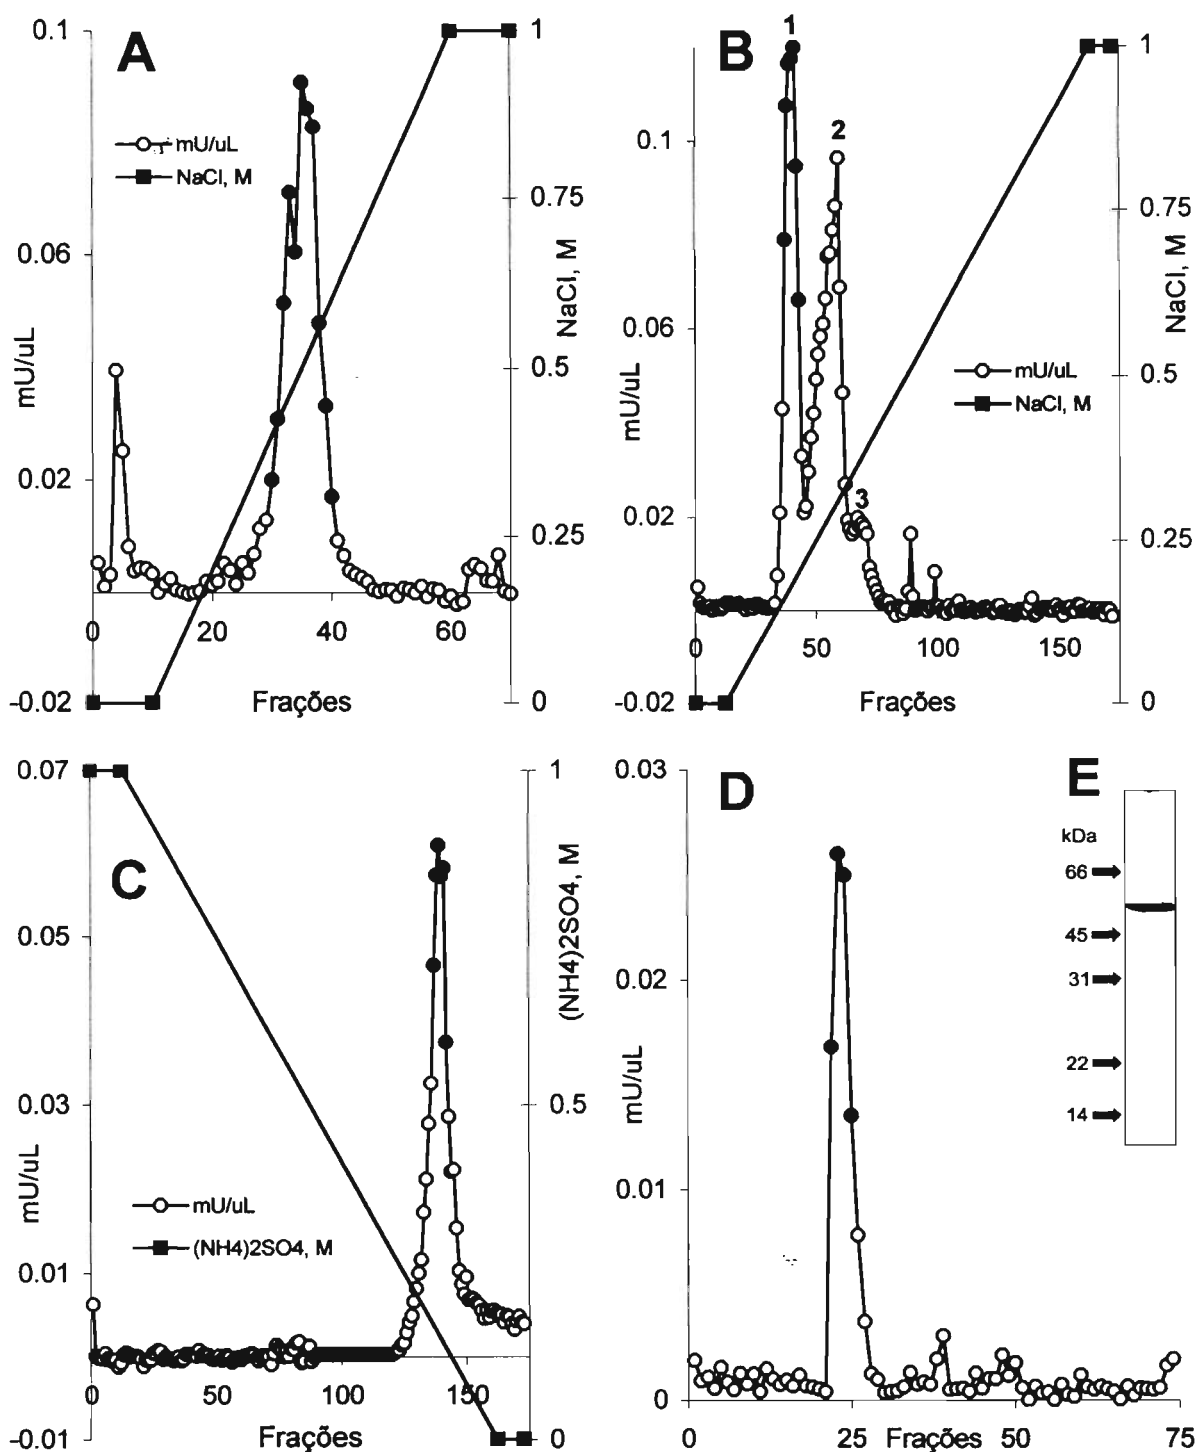 A
0.1
0.06
0.02
-0.02
mU/uL
mU/uL
NaCl, M
0
20
40
60
Frações
1
0.75
0.5
0.25
0
NaCl, M
B
1
2
3
0.1
0.06
0.02
-0.02
mU/uL
mU/uL
NaCl, M
0
50
100
150
Frações
1
0.75
0.5
0.25
0
NaCl, M
C
0.07
0.05
0.03
0.01
-0.01
mU/uL
mU/uL
(NH4)2SO4, M
0
50
100
150
Frações
1
0.5
0
(NH4)2SO4, M
D
0.03
0.02
0.01
0
mU/uL
0
25
Frações
50
75
E
kDa
66
45
31
22
14